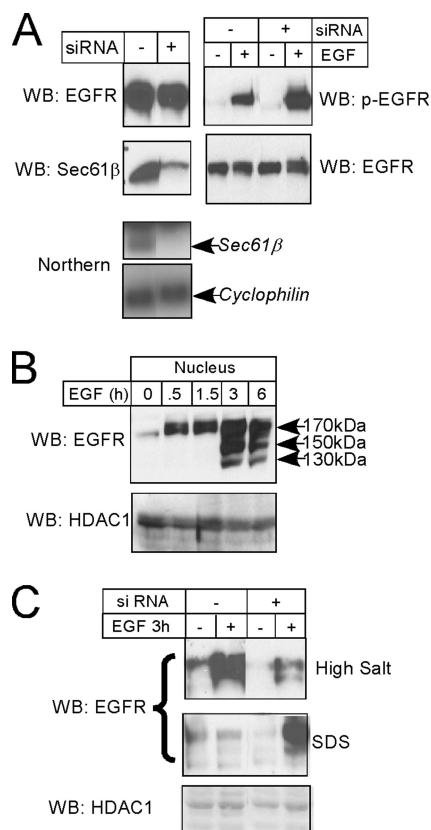 A
siRNA - +
- + siRNA
- + - + EGF
WB: EGFR
WB: p-EGFR
WB: Sec61β
WB: EGFR
Northern
Sec61β
Cyclophilin
B
Nucleus
EGF (h) 0 .5 1.5 3 6
WB: EGFR
170kDa
150kDa
130kDa
WB: HDAC1
C
si RNA - +
EGF 3h - + - +
WB: EGFR
High Salt
SDS
WB: HDAC1